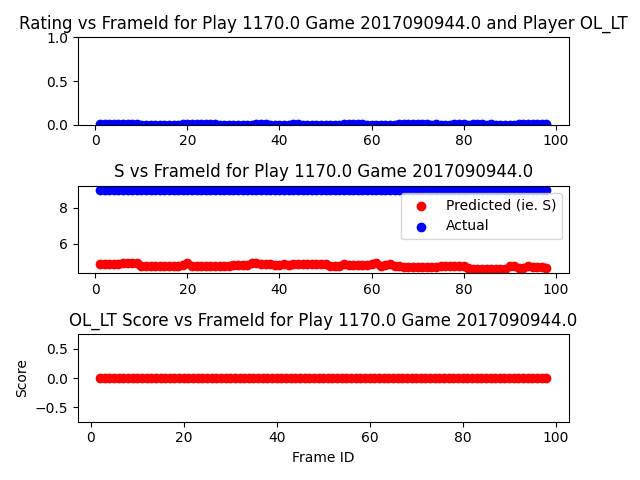 Rating vs FrameId for Play 1170.0 Game 2017090944.0 and Player OL_LT
1.0
0.5
0.0
0 20 40 60 80 100
S vs FrameId for Play 1170.0 Game 2017090944.0
8
6
Predicted (ie. S)
Actual
0 20 40 60 80 100
OL_LT Score vs FrameId for Play 1170.0 Game 2017090944.0
Score
0.5
0.0
−0.5
0 20 40 60 80 100
Frame ID